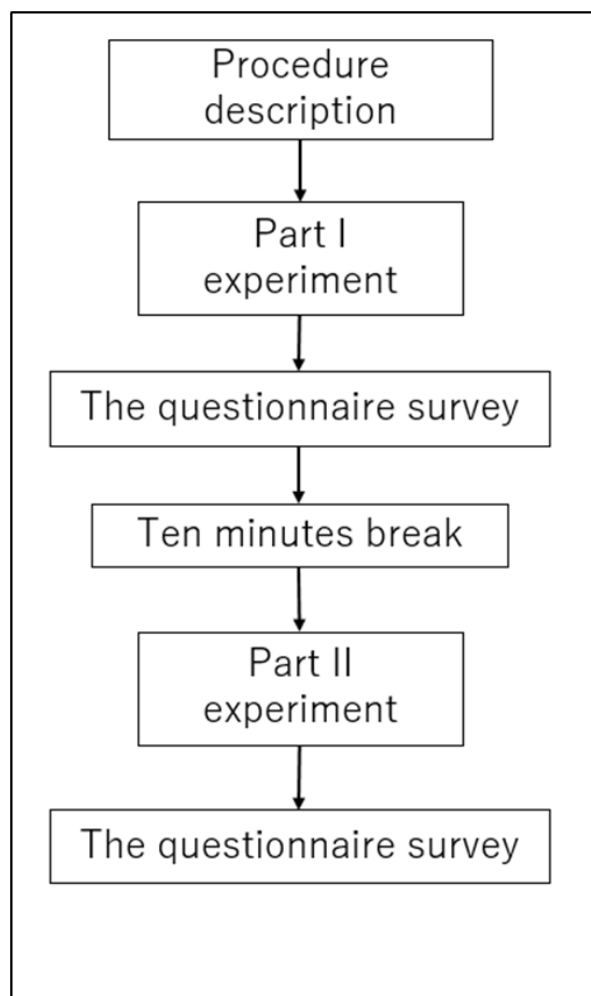 Procedure
description
Part I
experiment
The questionnaire survey
Ten minutes break
Part II
experiment
The questionnaire survey